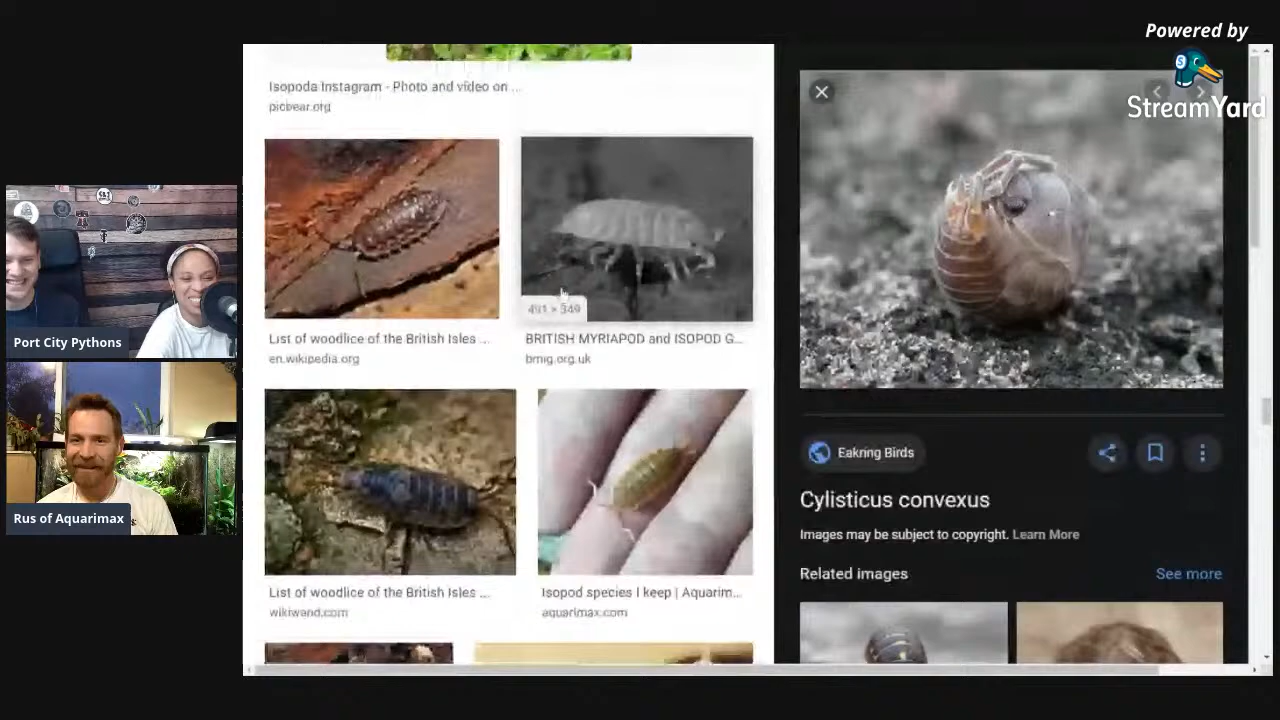 Powered by
StreamYard
Isopoda Instagram - Photo and video on ...
picbear.org
491 × 349
List of woodlice of the British Isles ...
en.wikipedia.org
BRITISH MYRIAPOD and ISOPOD G...
bmig.org.uk
Port City Pythons
Rus of Aquarimax
List of woodlice of the British Isles ...
wikiwand.com
Isopod species I keep | Aquarim...
aquarimax.com
Eakring Birds
Cylisticus convexus
Images may be subject to copyright. Learn More
Related images
See more